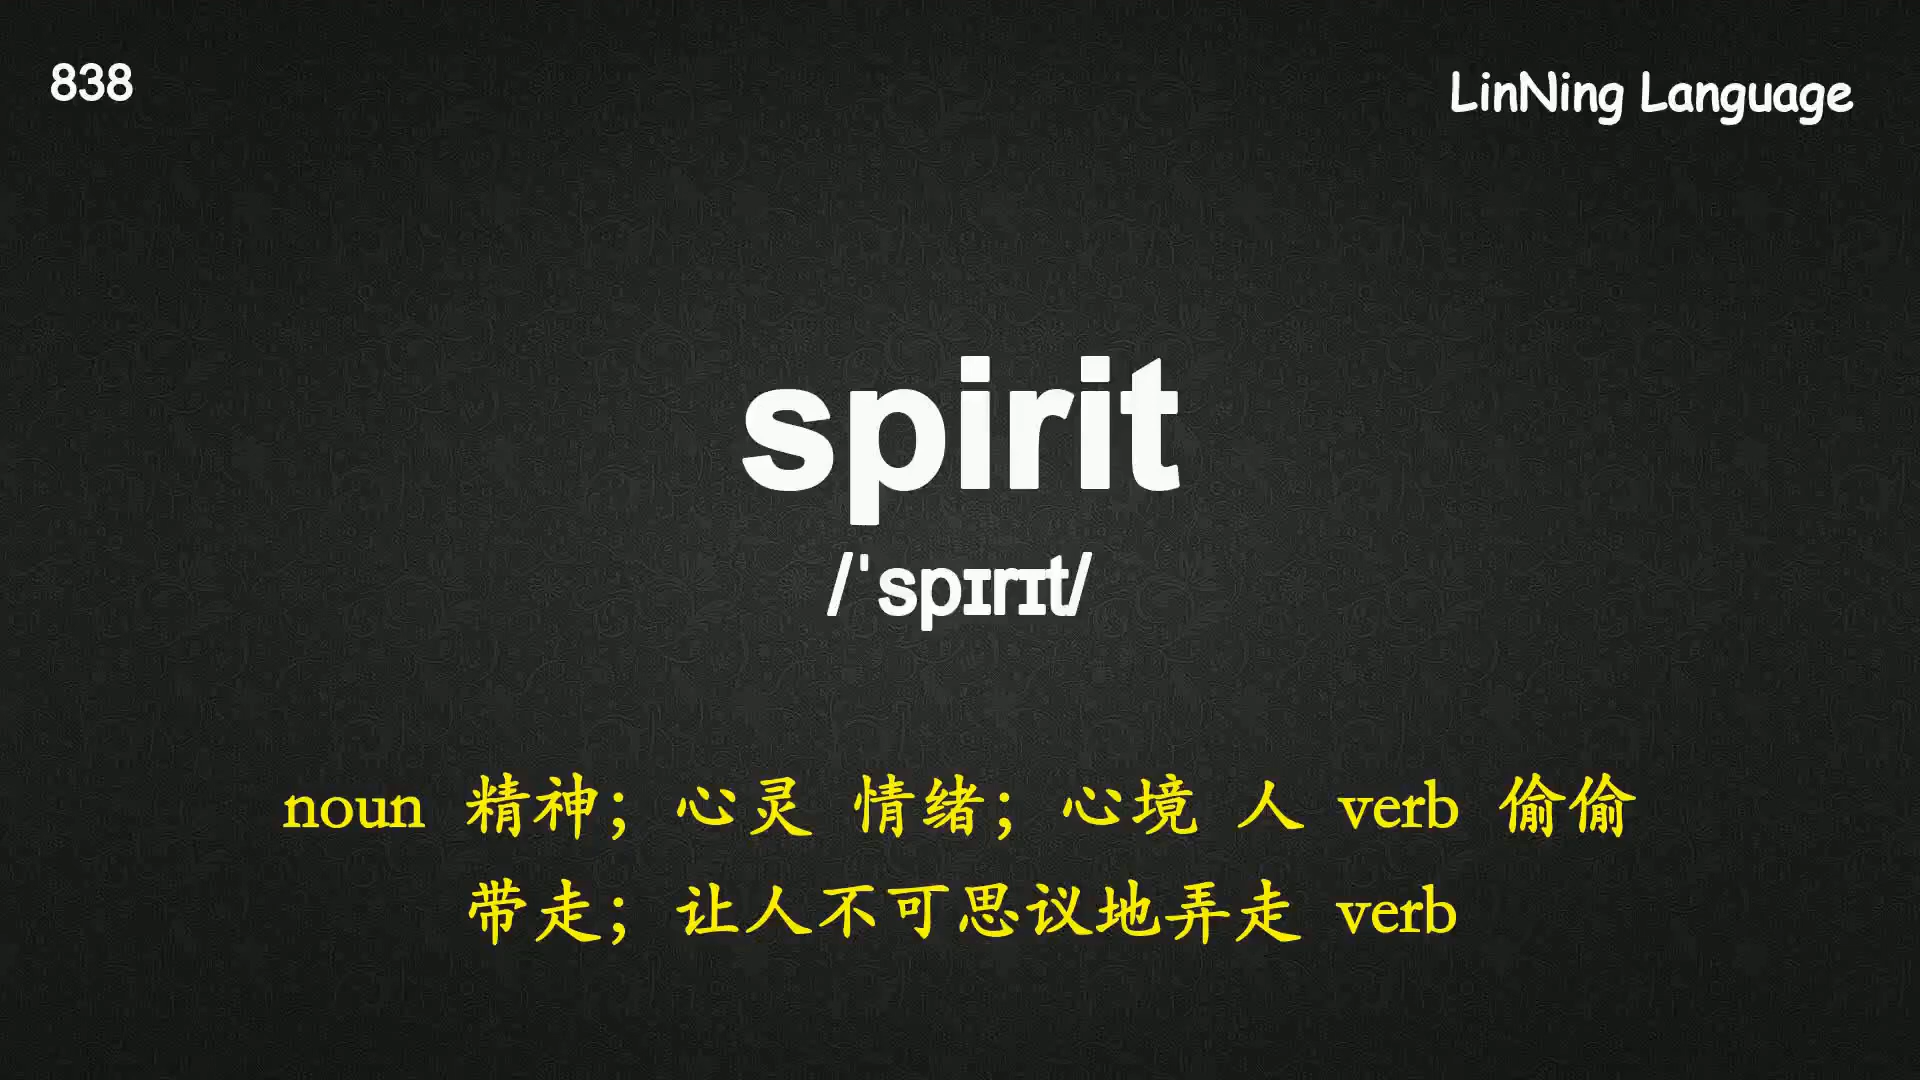 838
LinNing Language
spirit
/ˈspɪrɪt/
noun 精神；心灵 情绪；心境 人 verb 偷偷
带走；让人不可思议地弄走 verb